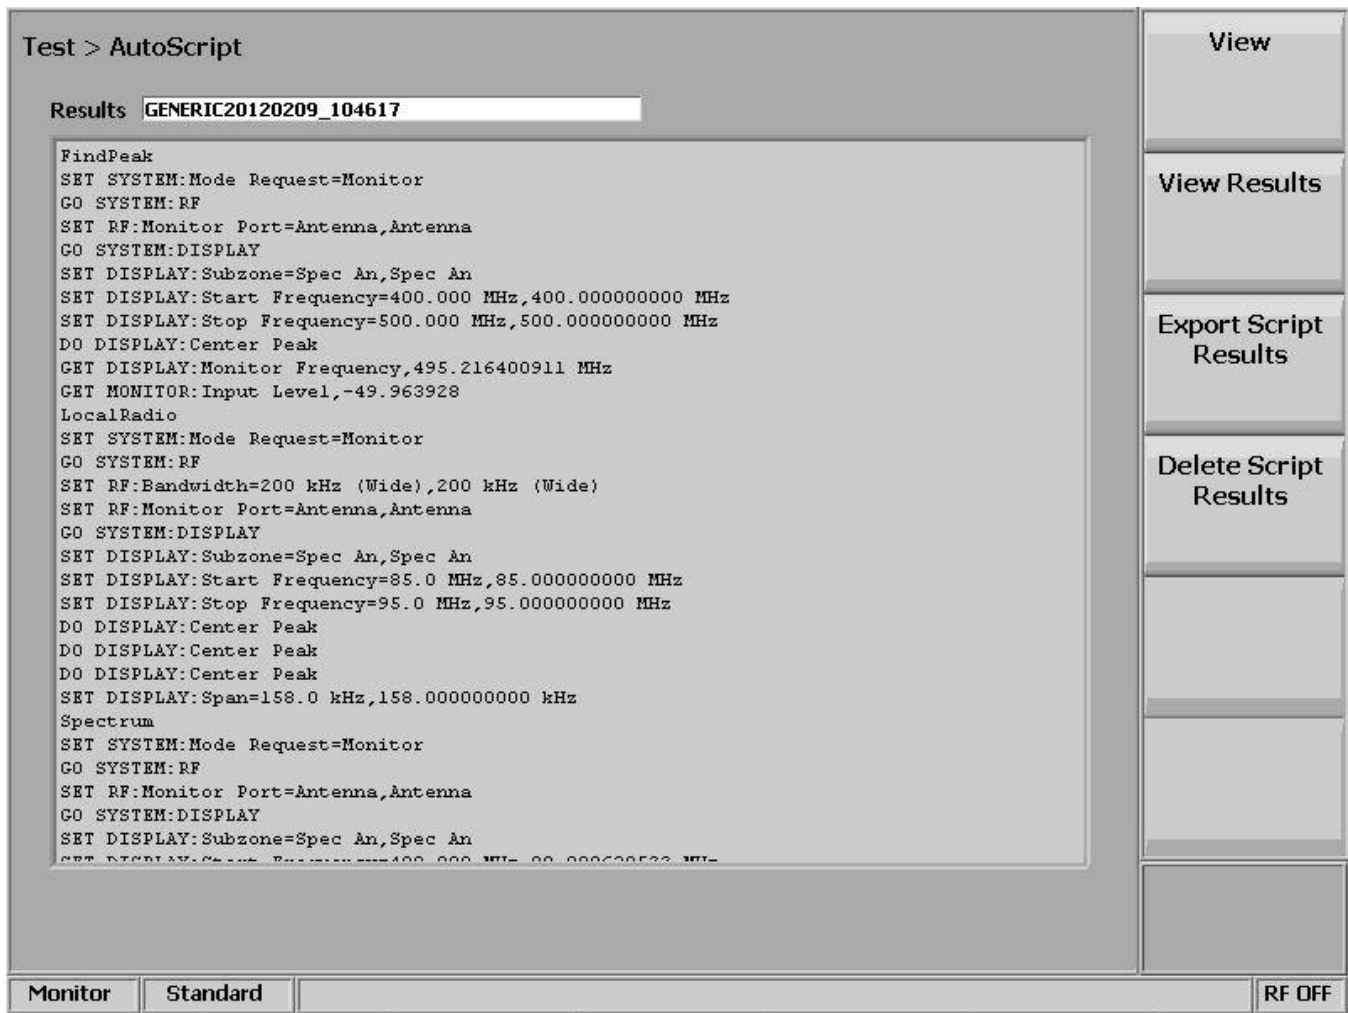 Test > AutoScript
Results GENERIC20120209_104617
FindPeak
SET SYSTEM:Mode Request=Monitor
GO SYSTEM:RF
SET RF:Monitor Port=Antenna,Antenna
GO SYSTEM:DISPLAY
SET DISPLAY:Subzone=Spec An,Spec An
SET DISPLAY:Start Frequency=400.000 MHz,400.000000000 MHz
SET DISPLAY:Stop Frequency=500.000 MHz,500.000000000 MHz
DO DISPLAY:Center Peak
GET DISPLAY:Monitor Frequency,495.216400911 MHz
GET MONITOR:Input Level,-49.963928
LocalRadio
SET SYSTEM:Mode Request=Monitor
GO SYSTEM:RF
SET RF:Bandwidth=200 kHz (Wide),200 kHz (Wide)
SET RF:Monitor Port=Antenna,Antenna
GO SYSTEM:DISPLAY
SET DISPLAY:Subzone=Spec An,Spec An
SET DISPLAY:Start Frequency=85.0 MHz,85.000000000 MHz
SET DISPLAY:Stop Frequency=95.0 MHz,95.000000000 MHz
DO DISPLAY:Center Peak
DO DISPLAY:Center Peak
DO DISPLAY:Center Peak
SET DISPLAY:Span=158.0 kHz,158.000000000 kHz
Spectrum
SET SYSTEM:Mode Request=Monitor
GO SYSTEM:RF
SET RF:Monitor Port=Antenna,Antenna
GO SYSTEM:DISPLAY
SET DISPLAY:Subzone=Spec An,Spec An
SET DISPLAY:Start
View
View Results
Export Script
Results
Delete Script
Results
Monitor
Standard
RF OFF